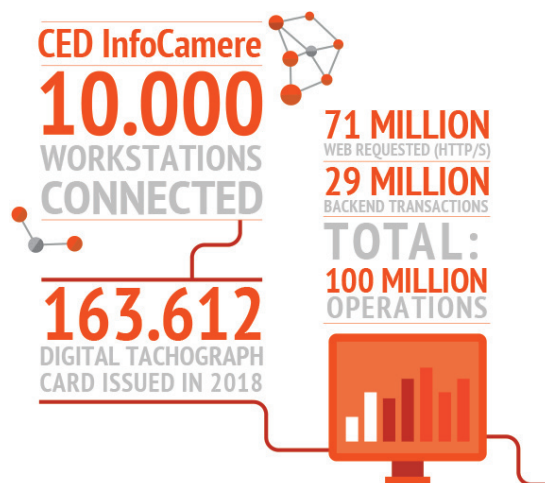 CED InfoCamere
10.000
WORKSTATIONS
CONNECTED
163.612
DIGITAL TACHOGRAPH
CARD ISSUED IN 2018
71 MILLION
WEB REQUESTED (HTTP/S)
29 MILLION
BACKEND TRANSACTIONS
TOTAL:
100 MILLION
OPERATIONS